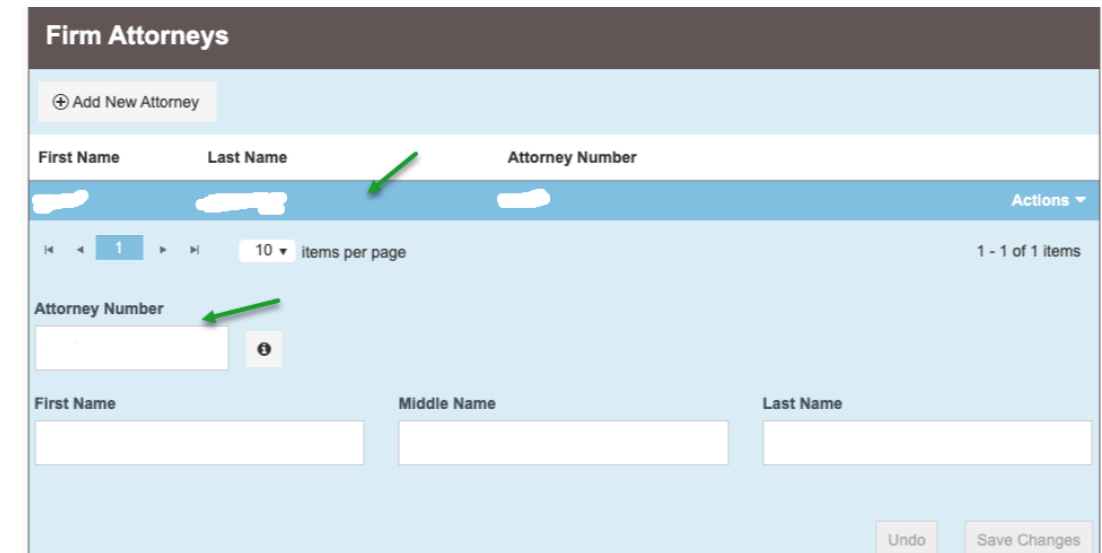 Firm Attorneys
Add New Attorney
First Name Last Name Attorney Number
Actions
1 10 items per page 1 - 1 of 1 items
Attorney Number
First Name Middle Name Last Name
Undo Save Changes